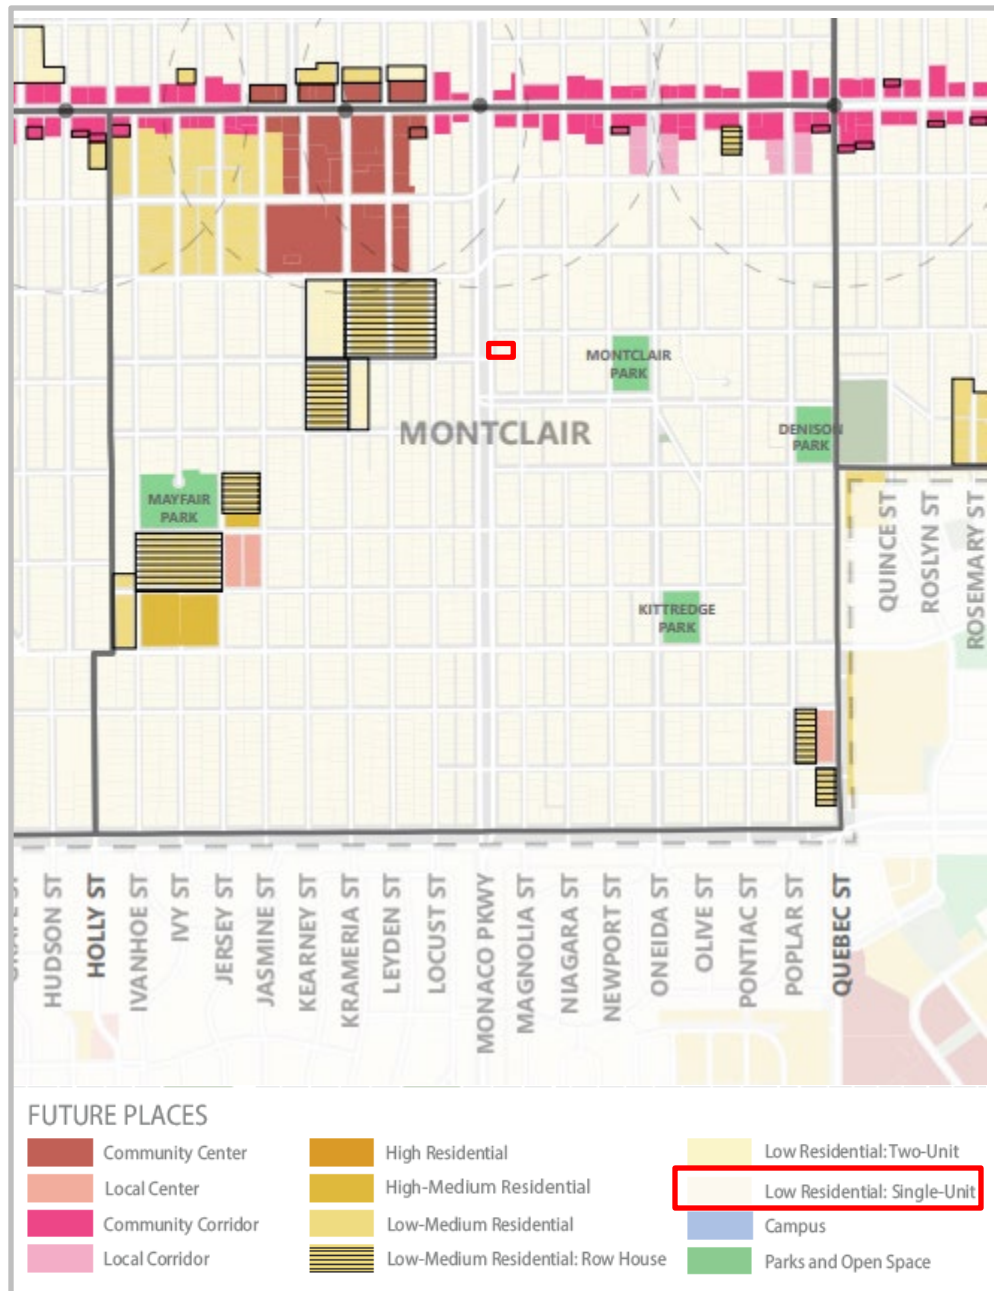 MONTCLAIR
PARK
MONTCLAIR
DENISON
PARK
MAYFAIR
PARK
KITTREDGE
PARK
QUINCE ST
ROSLYN ST
ROSEMARY ST
HUDSON ST
HOLLY ST
IVANHOE ST
IVY ST
JERSEY ST
JASMINE ST
KEARNEY ST
KRAMERIA ST
LEYDEN ST
LOCUST ST
MONACO PKWY
MAGNOLIA ST
NIAGARA ST
NEWPORT ST
ONEIDA ST
OLIVE ST
PONTIAC ST
POPLAR ST
QUEBEC ST
FUTURE PLACES
Community Center
Local Center
Community Corridor
Local Corridor
High Residential
High-Medium Residential
Low-Medium Residential
Low-Medium Residential: Row House
Low Residential: Two-Unit
Low Residential: Single-Unit
Campus
Parks and Open Space